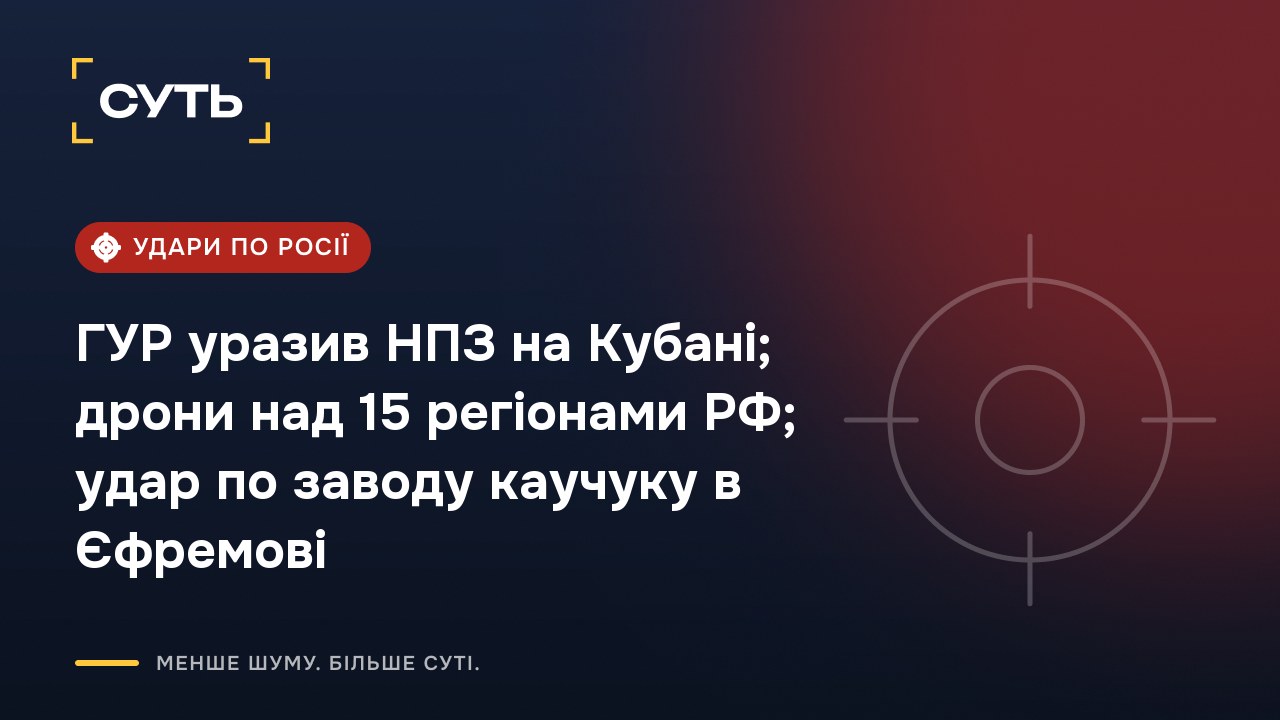 СУТЬ
УДАРИ ПО РОСІЇ
ГУР уразив НПЗ на Кубані;
дрони над 15 регіонами РФ;
удар по заводу каучуку в
Єфремові
МЕНШЕ ШУМУ. БІЛЬШЕ СУТІ.